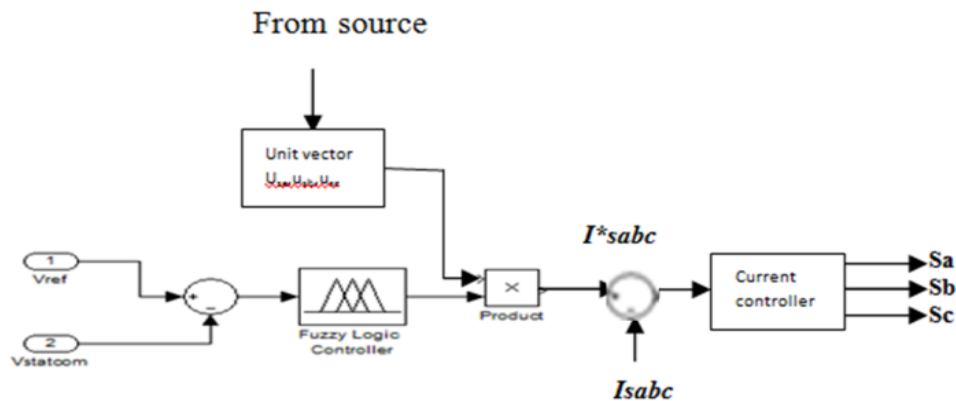 From source
Unit vector
I*sabc
1
Vref
+
−
Fuzzy Logic
Controller
×
Product
Current
controller
Sa
Sb
Sc
2
Vstatcom
Isabc